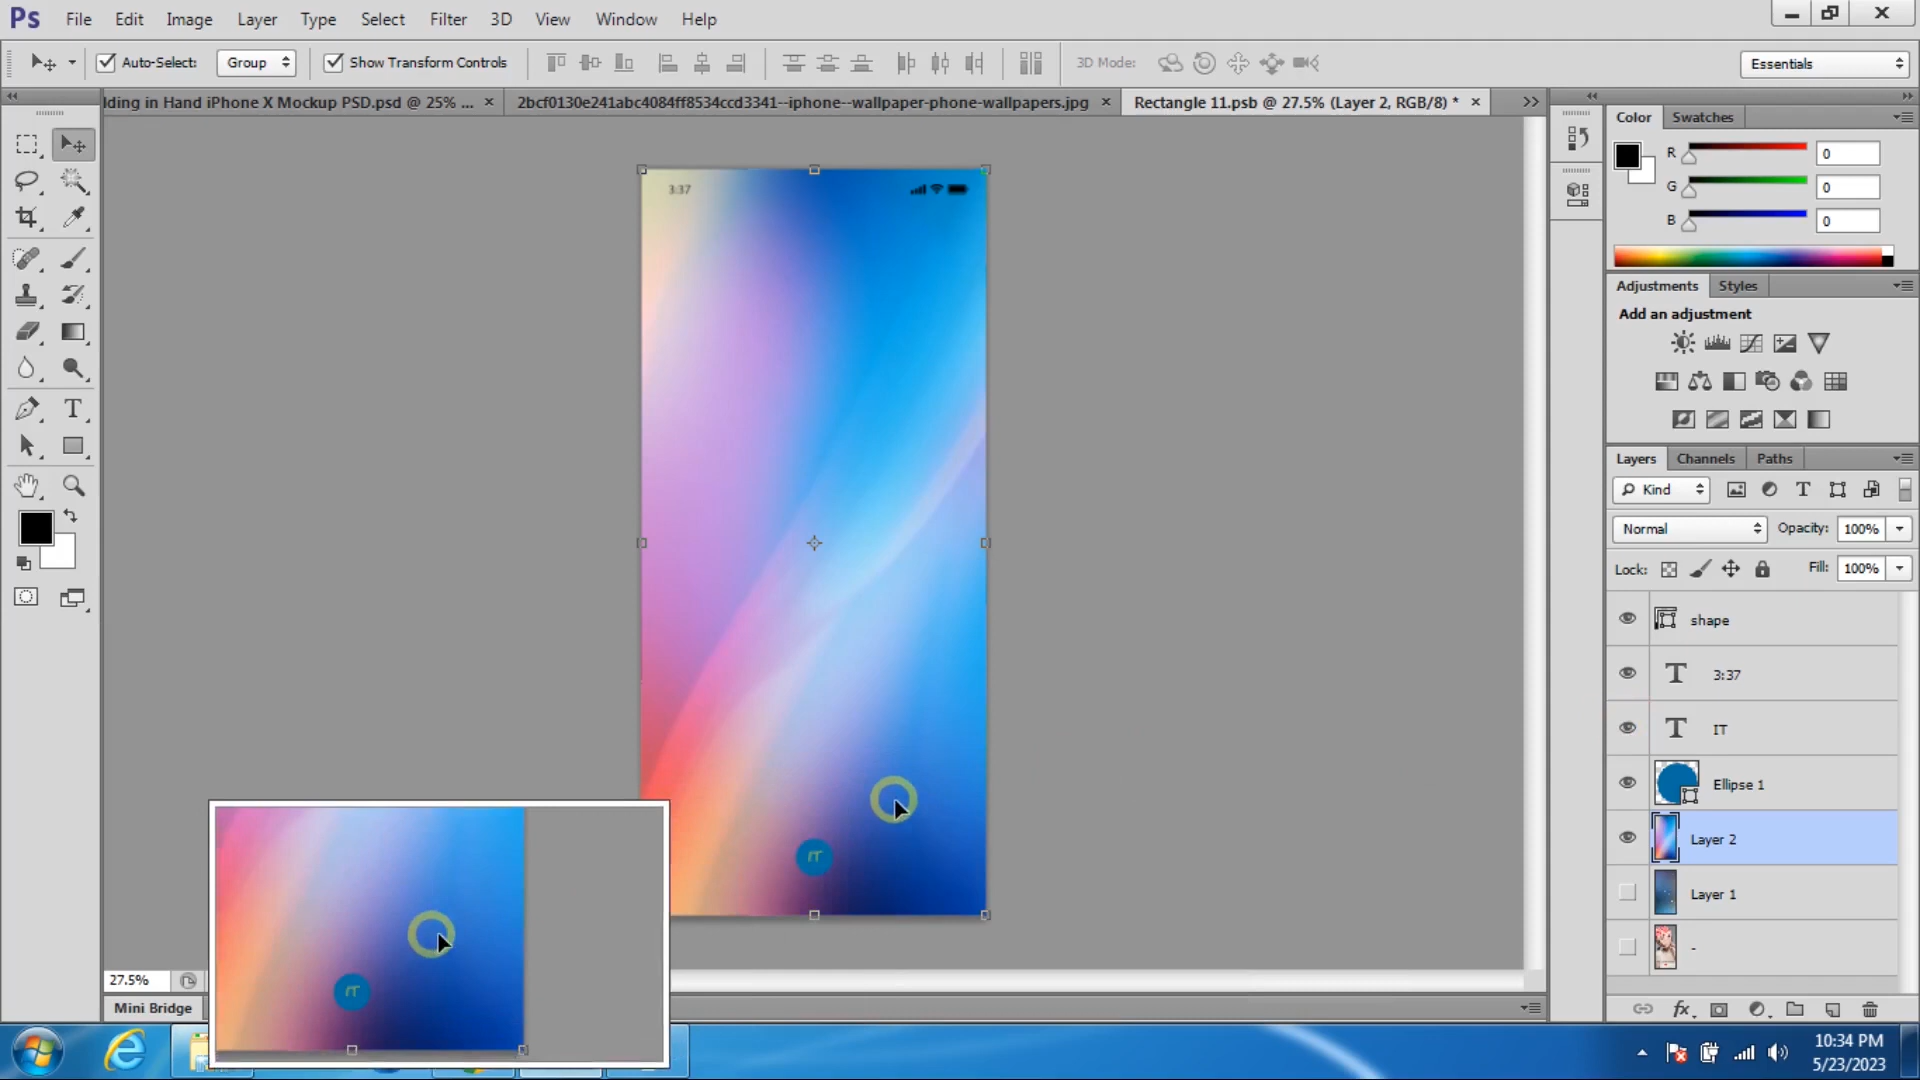 Ps File Edit Image Layer Type Select Filter 3D View Window Help
Auto-Select: Group Show Transform Controls 3D Mode: Essentials
lding in Hand iPhone X Mockup PSD.psd @ 25% ... × 2bcf0130e241abc4084ff8534ccd3341--iphone--wallpaper-phone-wallpapers.jpg × Rectangle 11.psb @ 27.5% (Layer 2, RGB/8) * ×
Color Swatches
R 0
G 0
B 0
Adjustments Styles
Add an adjustment
Layers Channels Paths
Kind
Normal Opacity: 100%
Lock: Fill: 100%
shape
T 3:37
T IT
Ellipse 1
Layer 2
Layer 1
-
3:37
IT
IT
27.5%
Mini Bridge
fx
10:34 PM
5/23/2023